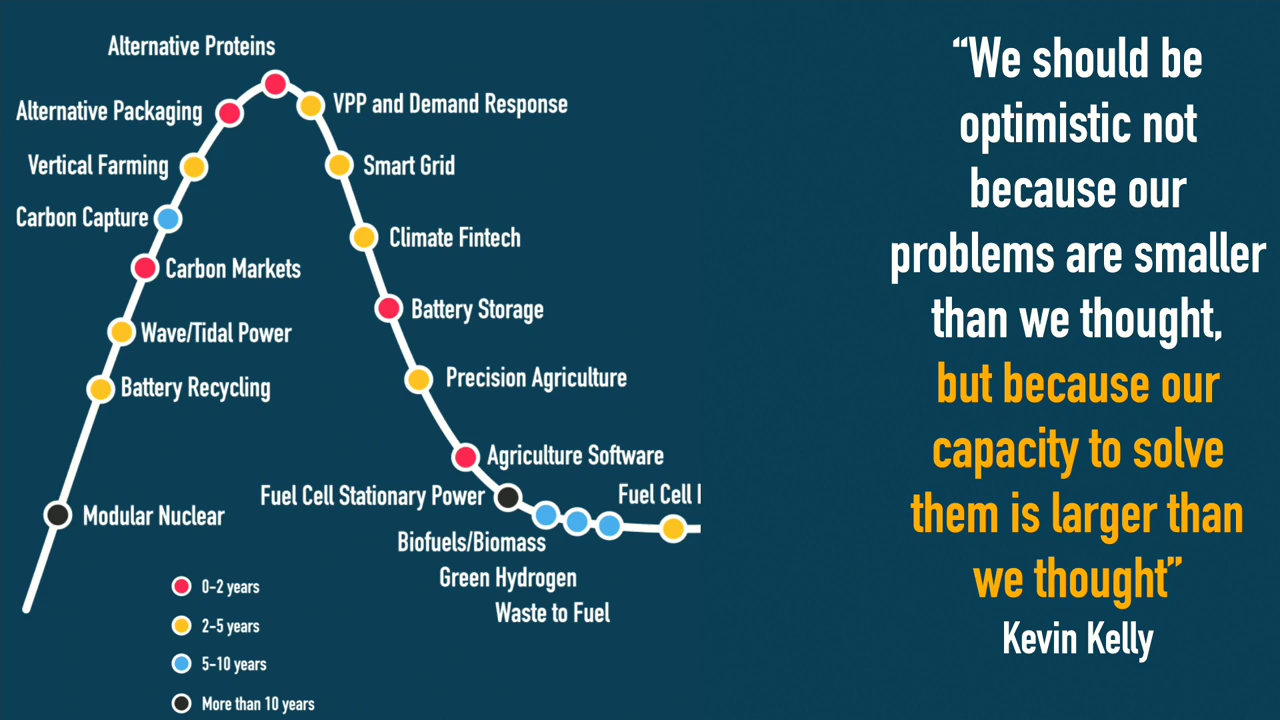 Alternative Proteins
Alternative Packaging
VPP and Demand Response
Vertical Farming
Smart Grid
Carbon Capture
Climate Fintech
Carbon Markets
Battery Storage
Wave/Tidal Power
Battery Recycling
Precision Agriculture
Agriculture Software
Fuel Cell Stationary Power
Fuel Cell
Modular Nuclear
Biofuels/Biomass
Green Hydrogen
Waste to Fuel
0-2 years
2-5 years
5-10 years
More than 10 years
“We should be
optimistic not
because our
problems are smaller
than we thought,
but because our
capacity to solve
them is larger than
we thought”
Kevin Kelly